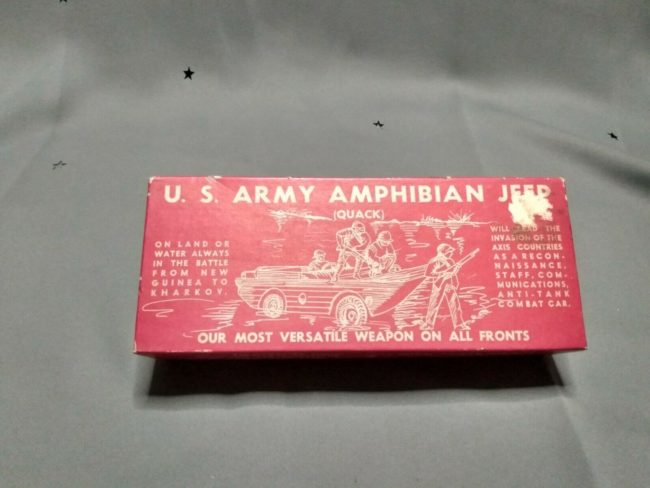 U. S. ARMY AMPHIBIAN JEEP
(QUACK)
ON LAND OR
WATER ALWAYS
IN THE BATTLE
FROM NEW
GUINEA TO
KHARKOV.
WILL LEAD THE
INVASION OF THE
AXIS COUNTRIES
AS A RECON-
NAISSANCE,
STAFF, COM-
MUNICATIONS,
ANTI-TANK
COMBAT CAR.
OUR MOST VERSATILE WEAPON ON ALL FRONTS